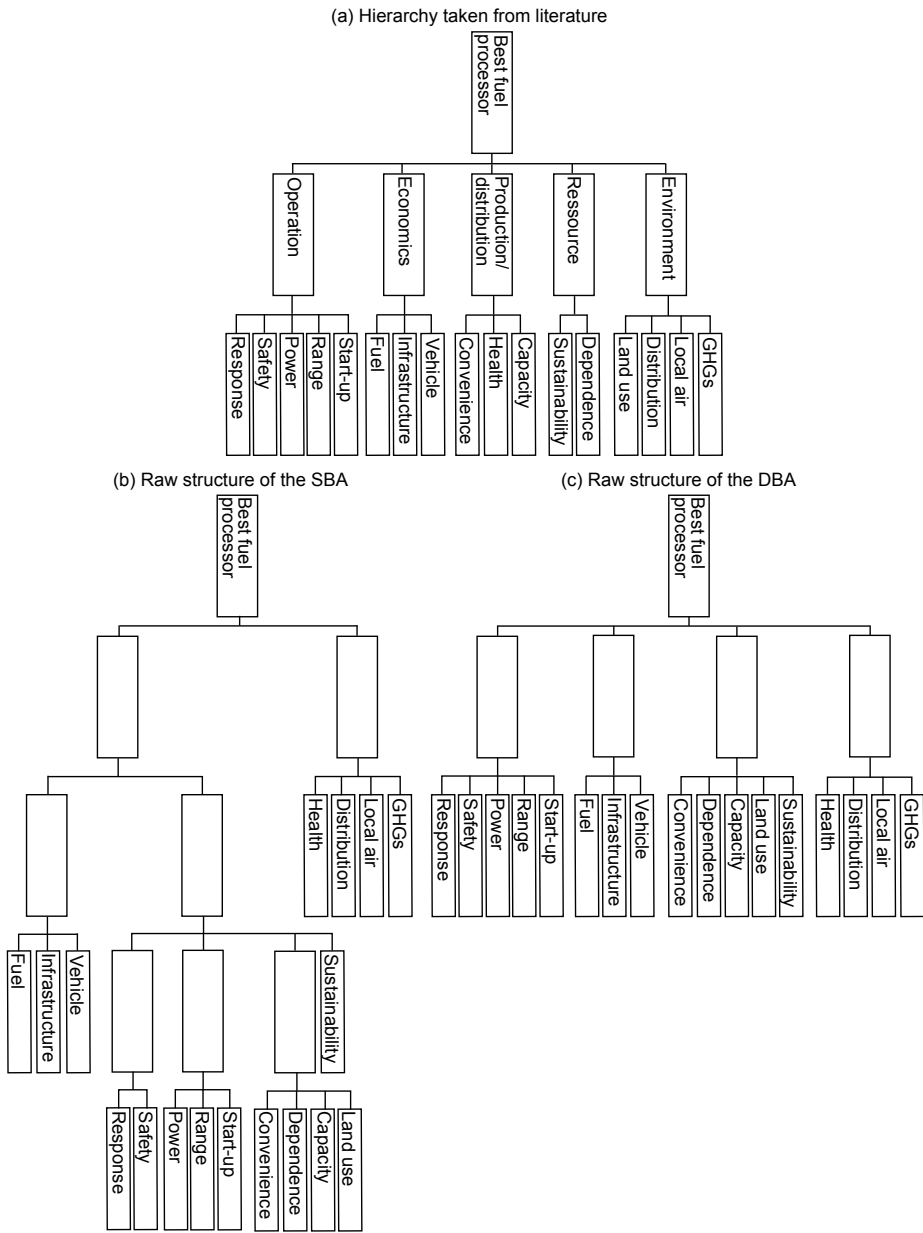 (a) Hierarchy taken from literature
Best fuel
processor
Operation
Economics
Production/
distribution
Ressource
Environment
Response
Safety
Power
Range
Start-up
Fuel
Infrastructure
Vehicle
Convenience
Health
Capacity
Sustainability
Dependence
Land use
Distribution
Local air
GHGs
(b) Raw structure of the SBA
Best fuel
processor
Health
Distribution
Local air
GHGs
Fuel
Infrastructure
Vehicle
Sustainability
Response
Safety
Power
Range
Start-up
Convenience
Dependence
Capacity
Land use
(c) Raw structure of the DBA
Best fuel
processor
Response
Safety
Power
Range
Start-up
Fuel
Infrastructure
Vehicle
Convenience
Dependence
Capacity
Land use
Sustainability
Health
Distribution
Local air
GHGs